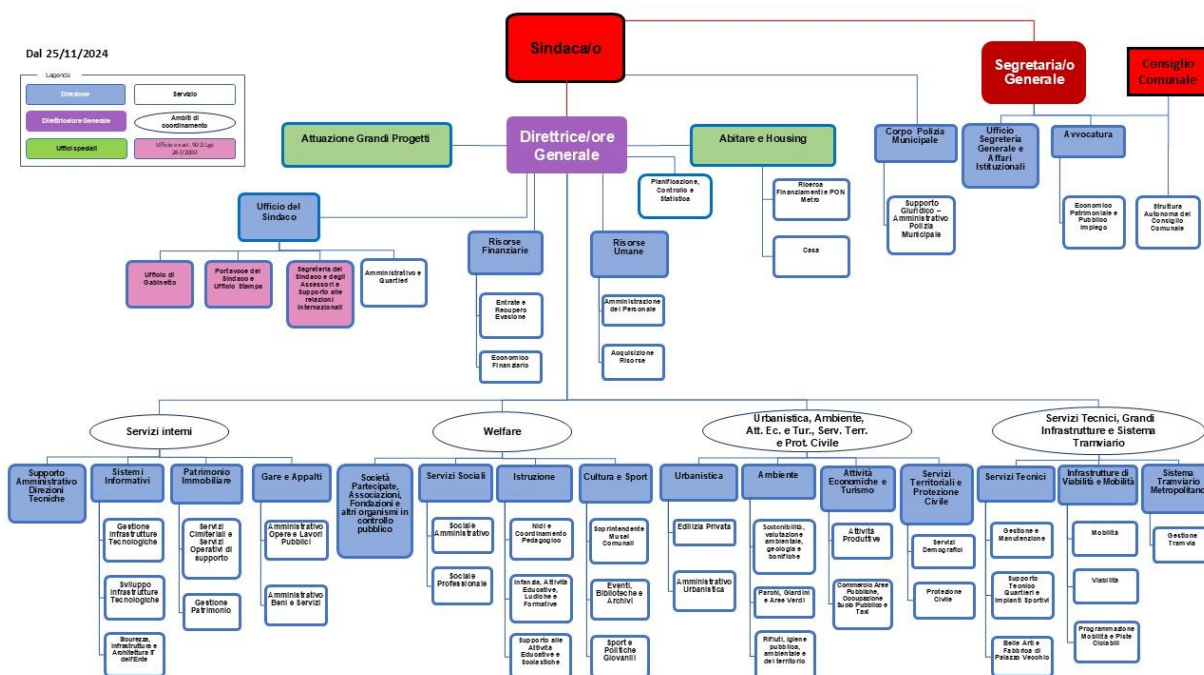 Dal 25/11/2024
Legenda
Direzione
Servizio
Direttrice/ore Generale
Ambiti di
coordinamento
Uffici speciali
Ufficio ex art. 90 D.Lgs.
267/2000
Sindaca/o
Segretaria/o
Generale
Consiglio
Comunale
Attuazione Grandi Progetti
Direttrice/ore
Generale
Abitare e Housing
Corpo Polizia
Municipale
Ufficio
Segreteria
Generale e
Affari
Istituzionali
Avvocatura
Planificazione,
Controllo e
Statistica
Ricerca
Finanziamenti e PON
Metro
Supporto
Giuridico –
Amministrativo
Polizia
Municipale
Economico
Patrimoniale e
Pubblico
Impiego
Struttura
Autonoma del
Consiglio
Comunale
Ufficio del
Sindaco
Risorse
Finanziarie
Risorse
Umane
Casa
Ufficio di
Gabinetto
Portavoce del
Sindaco e
Ufficio Stampa
Segreteria del
Sindaco e degli
Assessori e
Supporto alle
relazioni
internazionali
Amministrativo e
Quartieri
Entrate e
Recupero
Evasione
Amministrazione
del Personale
Economico
Finanziario
Acquisizione
Risorse
Servizi interni
Welfare
Urbanistica, Ambiente,
Att. Ec. e Tur., Serv. Terr.
e Prot. Civile
Servizi Tecnici, Grandi
Infrastrutture e Sistema
Tramviario
Supporto
Amministrativo
Direzioni
Tecniche
Sistemi
Informativi
Patrimonio
Immobiliare
Gare e Appalti
Società
Partecipate,
Associazioni,
Fondazioni e
altri organismi in
controllo
pubblico
Servizi Sociali
Istruzione
Cultura e Sport
Urbanistica
Ambiente
Attività
Economiche e
Turismo
Servizi
Territoriali e
Protezione
Civile
Servizi Tecnici
Infrastrutture di
Viabilità e Mobilità
Sistema
Tramviario
Metropolitano
Gestione
Infrastrutture
Tecnologiche
Servizi
Cimiteriali e
Servizi
Operativi di
supporto
Amministrativo
Opere e Lavori
Pubblici
Sociale
Amministrativo
Nidi e
Coordinamento
Pedagogico
Soprintendente
Musei
Comunali
Edilizia Privata
Sostenibilità,
valutazione
ambientale,
geologia e
bonifiche
Attività
Produttive
Servizi
Demografici
Gestione e
Manutenzione
Mobilità
Gestione
Tramvia
Sviluppo
Infrastrutture
Tecnologiche
Gestione
Patrimonio
Amministrativo
Beni e Servizi
Sociale
Professionale
Infanzia, Attività
Educative,
Ludiche e
Formative
Eventi,
Biblioteche e
Archivi
Amministrativo
Urbanistica
Parchi, Giardini
e Aree Verdi
Commercio Aree
Pubbliche,
Occupazione
Suolo Pubblico e
Taxi
Protezione
Civile
Supporto
Tecnico
Quartieri e
Impianti Sportivi
Viabilità
Sicurezza,
Infrastruttura e
Architettura IT
dell'Ente
Supporto alle
Attività
Educative e
Scolastiche
Sport e
Politiche
Giovanili
Rifiuti, igiene
pubblica,
ambientale e
del territorio
Belle Arti e
Fabbrica di
Palazzo Vecchio
Programmazione
Mobilità e Piste
Ciclabili